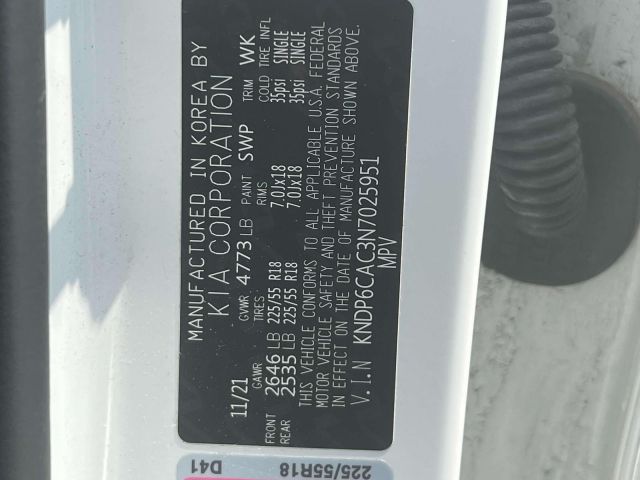 MANUFACTURED IN KOREA BY
KIA CORPORATION
11/21 GVWR 4773 LB PAINT SWP TRIM WK
GAWR TIRES RIMS COLD TIRE INFL
FRONT 2646 LB 225/55 R18 7.0Jx18 35psi SINGLE
REAR 2535 LB 225/55 R18 7.0Jx18 35psi SINGLE
THIS VEHICLE CONFORMS TO ALL APPLICABLE U.S.A. FEDERAL
MOTOR VEHICLE SAFETY AND THEFT PREVENTION STANDARDS
IN EFFECT ON THE DATE OF MANUFACTURE SHOWN ABOVE.
V.I.N KNDP6CAC3N7025951
MPV
D41
225/55R18